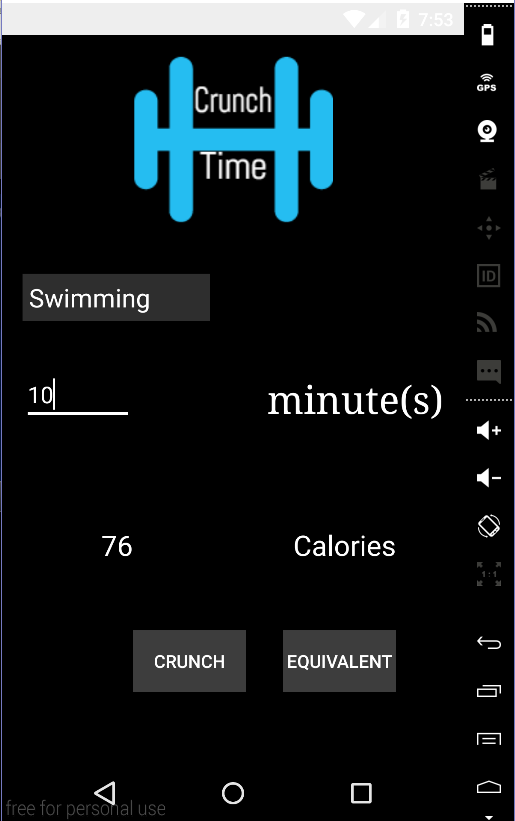 7:53
GPS
Crunch
Time
ID
Swimming
10
minute(s)
76 Calories
1:1
CRUNCH EQUIVALENT
free for personal use